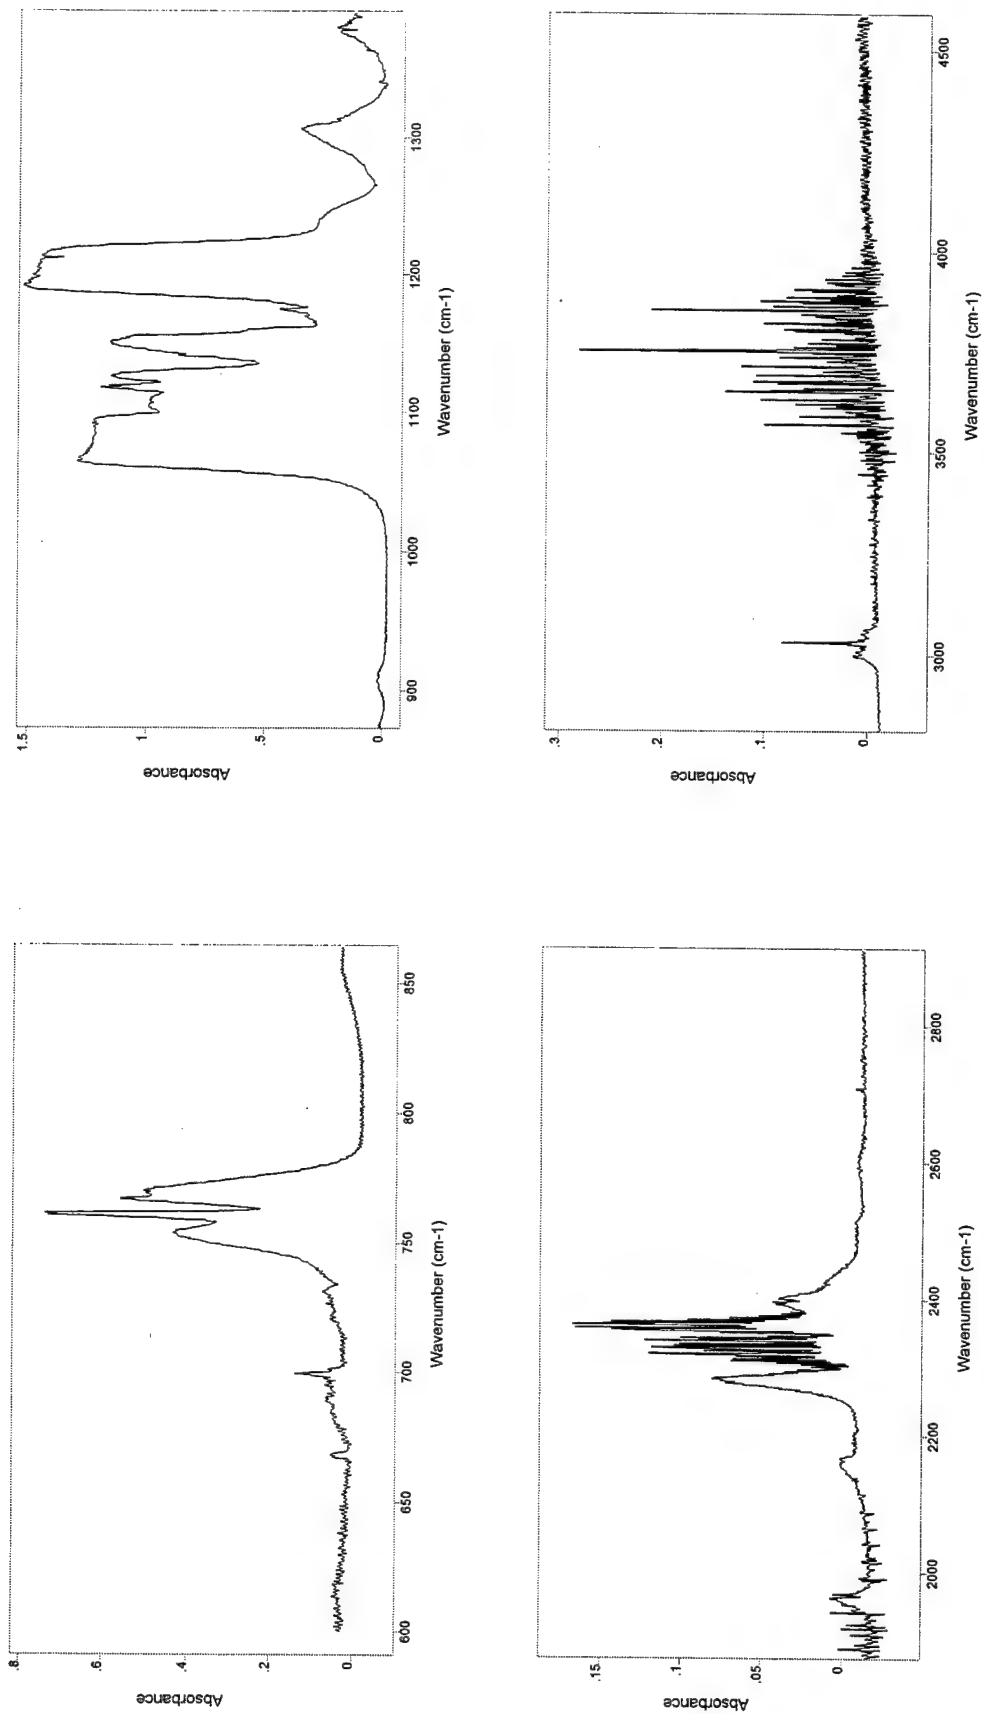 Absorbance
.8
.6
.4
.2
0
600 650 700 750 800 850
Wavenumber (cm-1)
Absorbance
1.5
1
.5
0
900 1000 1100 1200 1300
Wavenumber (cm-1)
Absorbance
.15
.1
.05
0
2000 2200 2400 2600 2800
Wavenumber (cm-1)
Absorbance
.3
.2
.1
0
3000 3500 4000 4500
Wavenumber (cm-1)